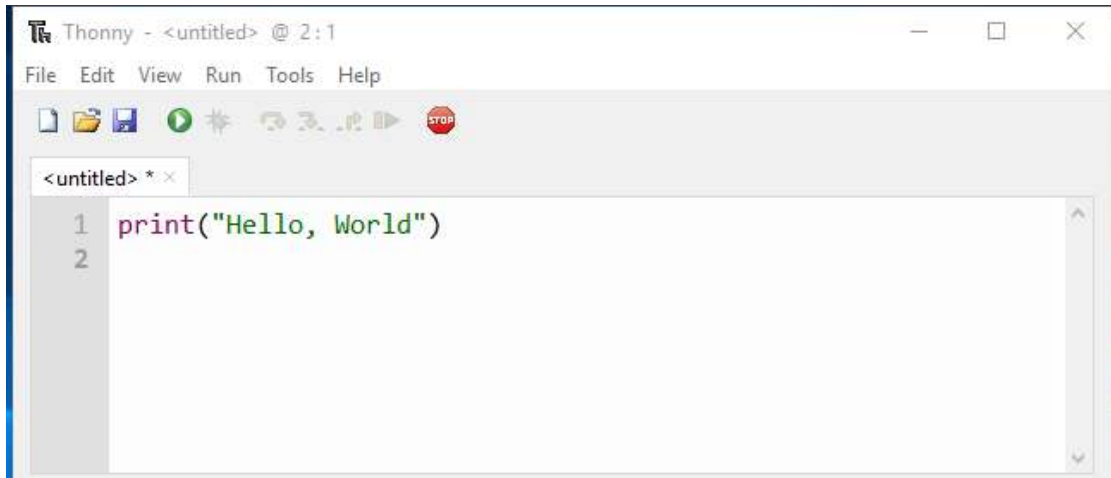 Thonny - <untitled> @ 2:1
File Edit View Run Tools Help
STOP
<untitled> *
1 print("Hello, World")
2